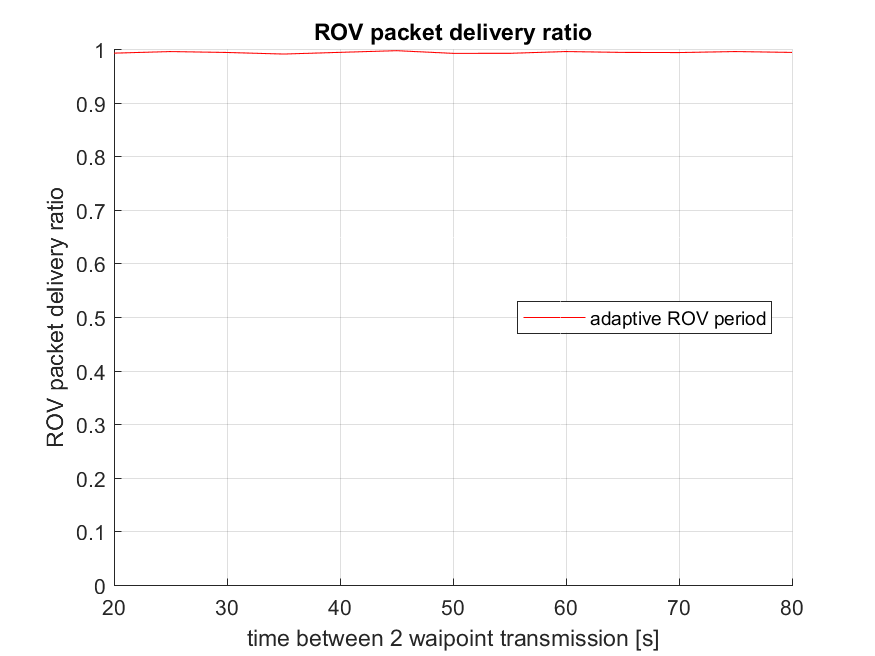 ROV packet delivery ratio
ROV packet delivery ratio
1
0.9
0.8
0.7
0.6
0.5
0.4
0.3
0.2
0.1
0
adaptive ROV period
20 30 40 50 60 70 80
time between 2 waipoint transmission [s]